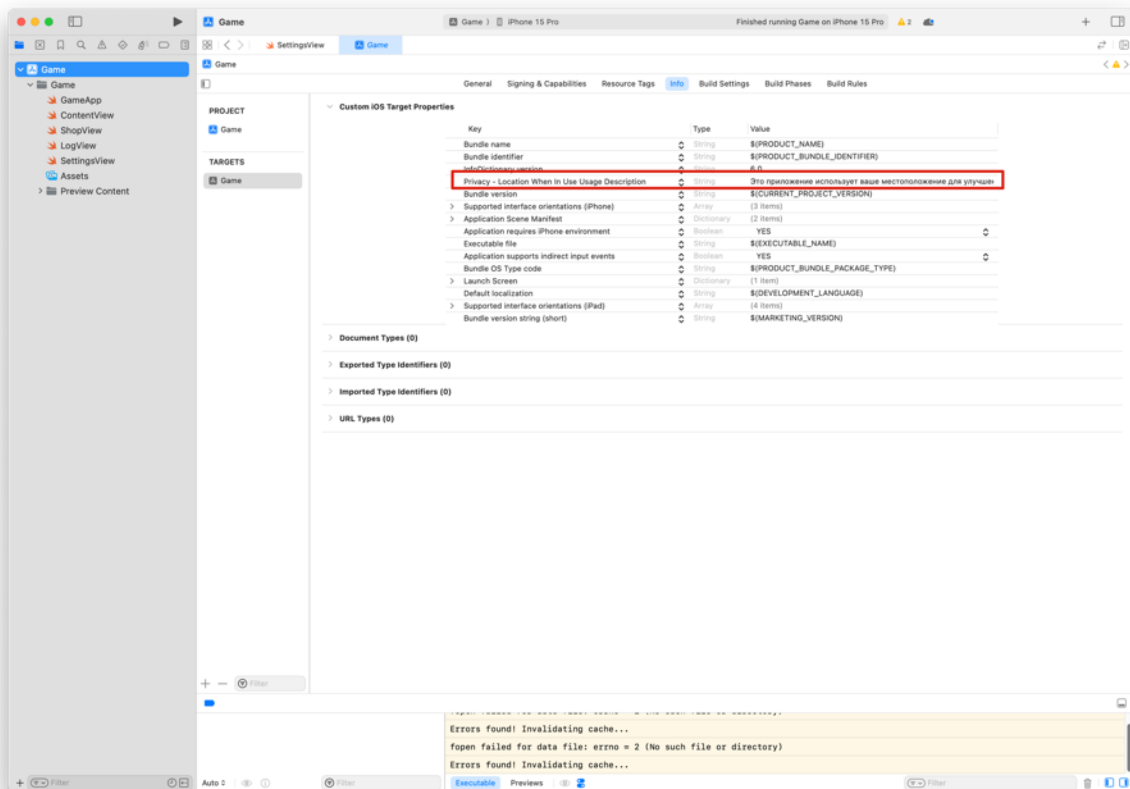 Game
Game 〉 iPhone 15 Pro
Finished running Game on iPhone 15 Pro
2
SettingsView
Game
Game
Game
Game
GameApp
ContentView
ShopView
LogView
SettingsView
Assets
Preview Content
General Signing & Capabilities Resource Tags Info Build Settings Build Phases Build Rules
PROJECT
Game
TARGETS
Game
Custom iOS Target Properties
Key Type Value
Bundle name String $(PRODUCT_NAME)
Bundle identifier String $(PRODUCT_BUNDLE_IDENTIFIER)
InfoDictionary version String 6.0
Privacy - Location When In Use Usage Description String Это приложение использует ваше местоположение для улучшен
Bundle version String $(CURRENT_PROJECT_VERSION)
Supported interface orientations (iPhone) Array (3 items)
Application Scene Manifest Dictionary (2 items)
Application requires iPhone environment Boolean YES
Executable file String $(EXECUTABLE_NAME)
Application supports indirect input events Boolean YES
Bundle OS Type code String $(PRODUCT_BUNDLE_PACKAGE_TYPE)
Launch Screen Dictionary (1 item)
Default localization String $(DEVELOPMENT_LANGUAGE)
Supported interface orientations (iPad) Array (4 items)
Bundle version string (short) String $(MARKETING_VERSION)
Document Types (0)
Exported Type Identifiers (0)
Imported Type Identifiers (0)
URL Types (0)
Filter
Errors found! Invalidating cache...
fopen failed for data file: errno = 2 (No such file or directory)
Errors found! Invalidating cache...
Filter
Auto
Filter
Executable Previews
Filter